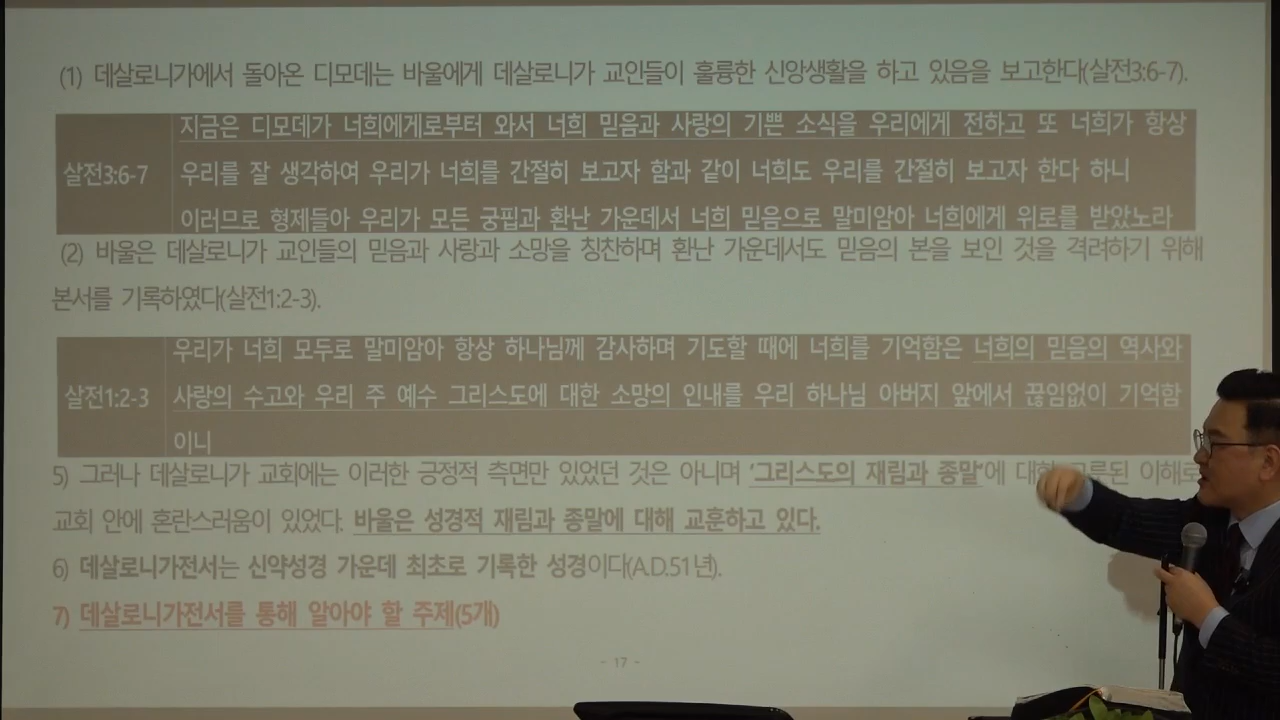 (1) 데살로니가에서 돌아온 디모데는 바울에게 데살로니가 교인들이 훌륭한 신앙생활을 하고 있음을 보고한다(살전3:6-7).
지금은 디모데가 너희에게로부터 와서 너희 믿음과 사랑의 기쁜 소식을 우리에게 전하고 또 너희가 항상
살전3:6-7 우리를 잘 생각하여 우리가 너희를 간절히 보고자 함과 같이 너희도 우리를 간절히 보고자 한다 하니
이러므로 형제들아 우리가 모든 궁핍과 환난 가운데서 너희 믿음으로 말미암아 너희에게 위로를 받았노라
(2) 바울은 데살로니가 교인들의 믿음과 사랑과 소망을 칭찬하며 환난 가운데서도 믿음의 본을 보인 것을 격려하기 위해
본서를 기록하였다(살전1:2-3).
우리가 너희 모두로 말미암아 항상 하나님께 감사하며 기도할 때에 너희를 기억함은 너희의 믿음의 역사와
살전1:2-3 사랑의 수고와 우리 주 예수 그리스도에 대한 소망의 인내를 우리 하나님 아버지 앞에서 끊임없이 기억함
이니
5) 그러나 데살로니가 교회에는 이러한 긍정적 측면만 있었던 것은 아니며 '그리스도의 재림과 종말'에 이해로
교회 안에 혼란스러움이 있었다. 바울은 성경적 재림과 종말에 대해 교훈하고 있다.
6) 데살로니가전서는 신약성경 가운데 최초로 기록한 성경이다(A.D.51년).
7) 데살로니가전서를 통해 알아야 할 주제(5개)
- 17 -